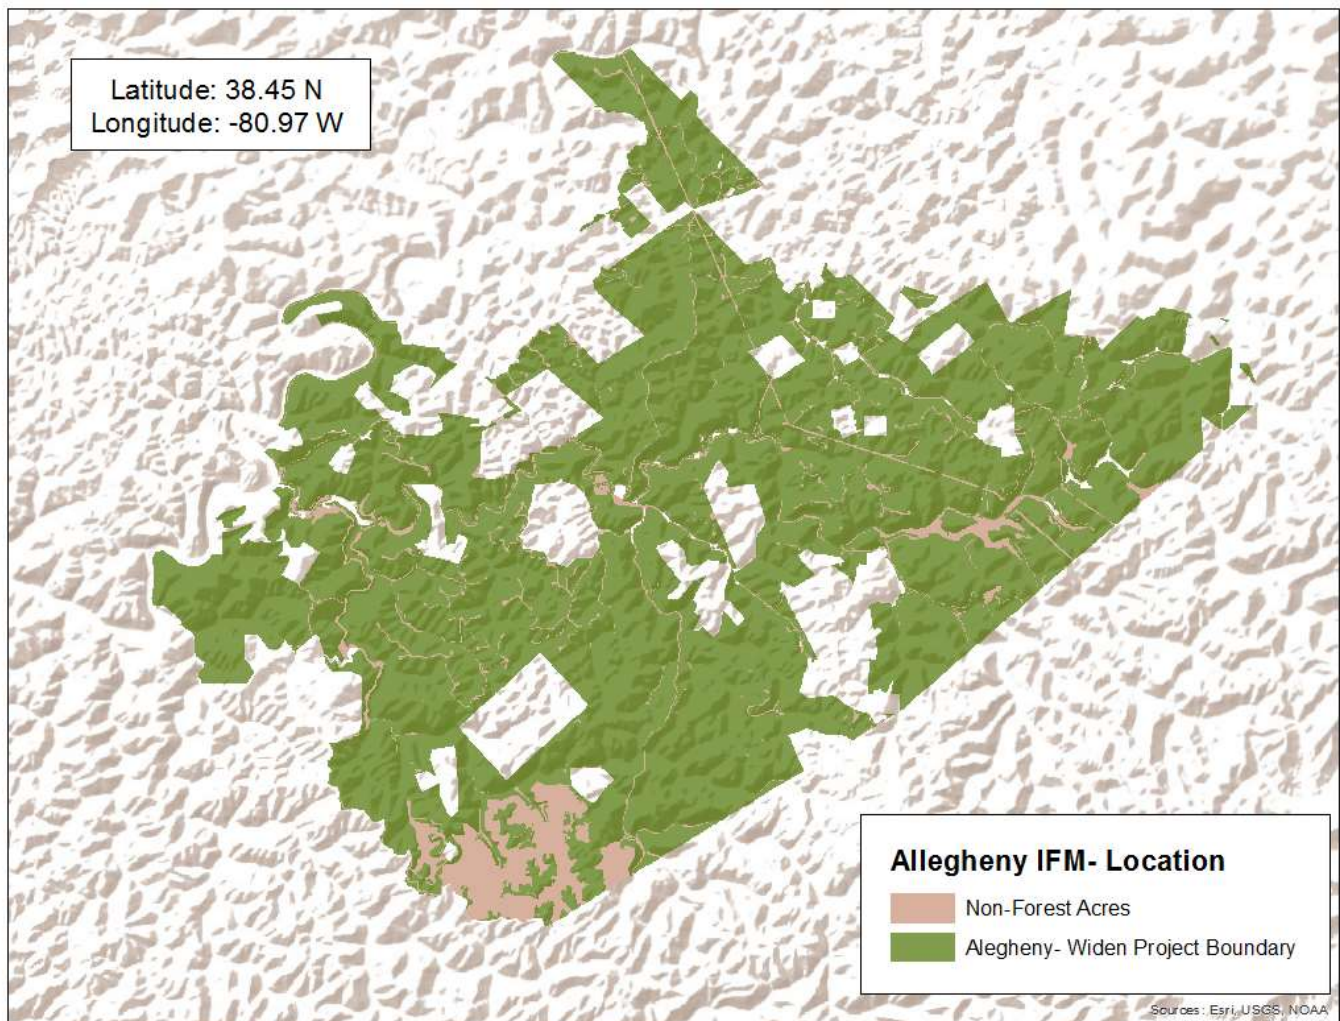 Latitude: 38.45 N
Longitude: -80.97 W
Allegheny IFM- Location
Non-Forest Acres
Alegheny- Widen Project Boundary
Sources: Esri, USGS, NOAA